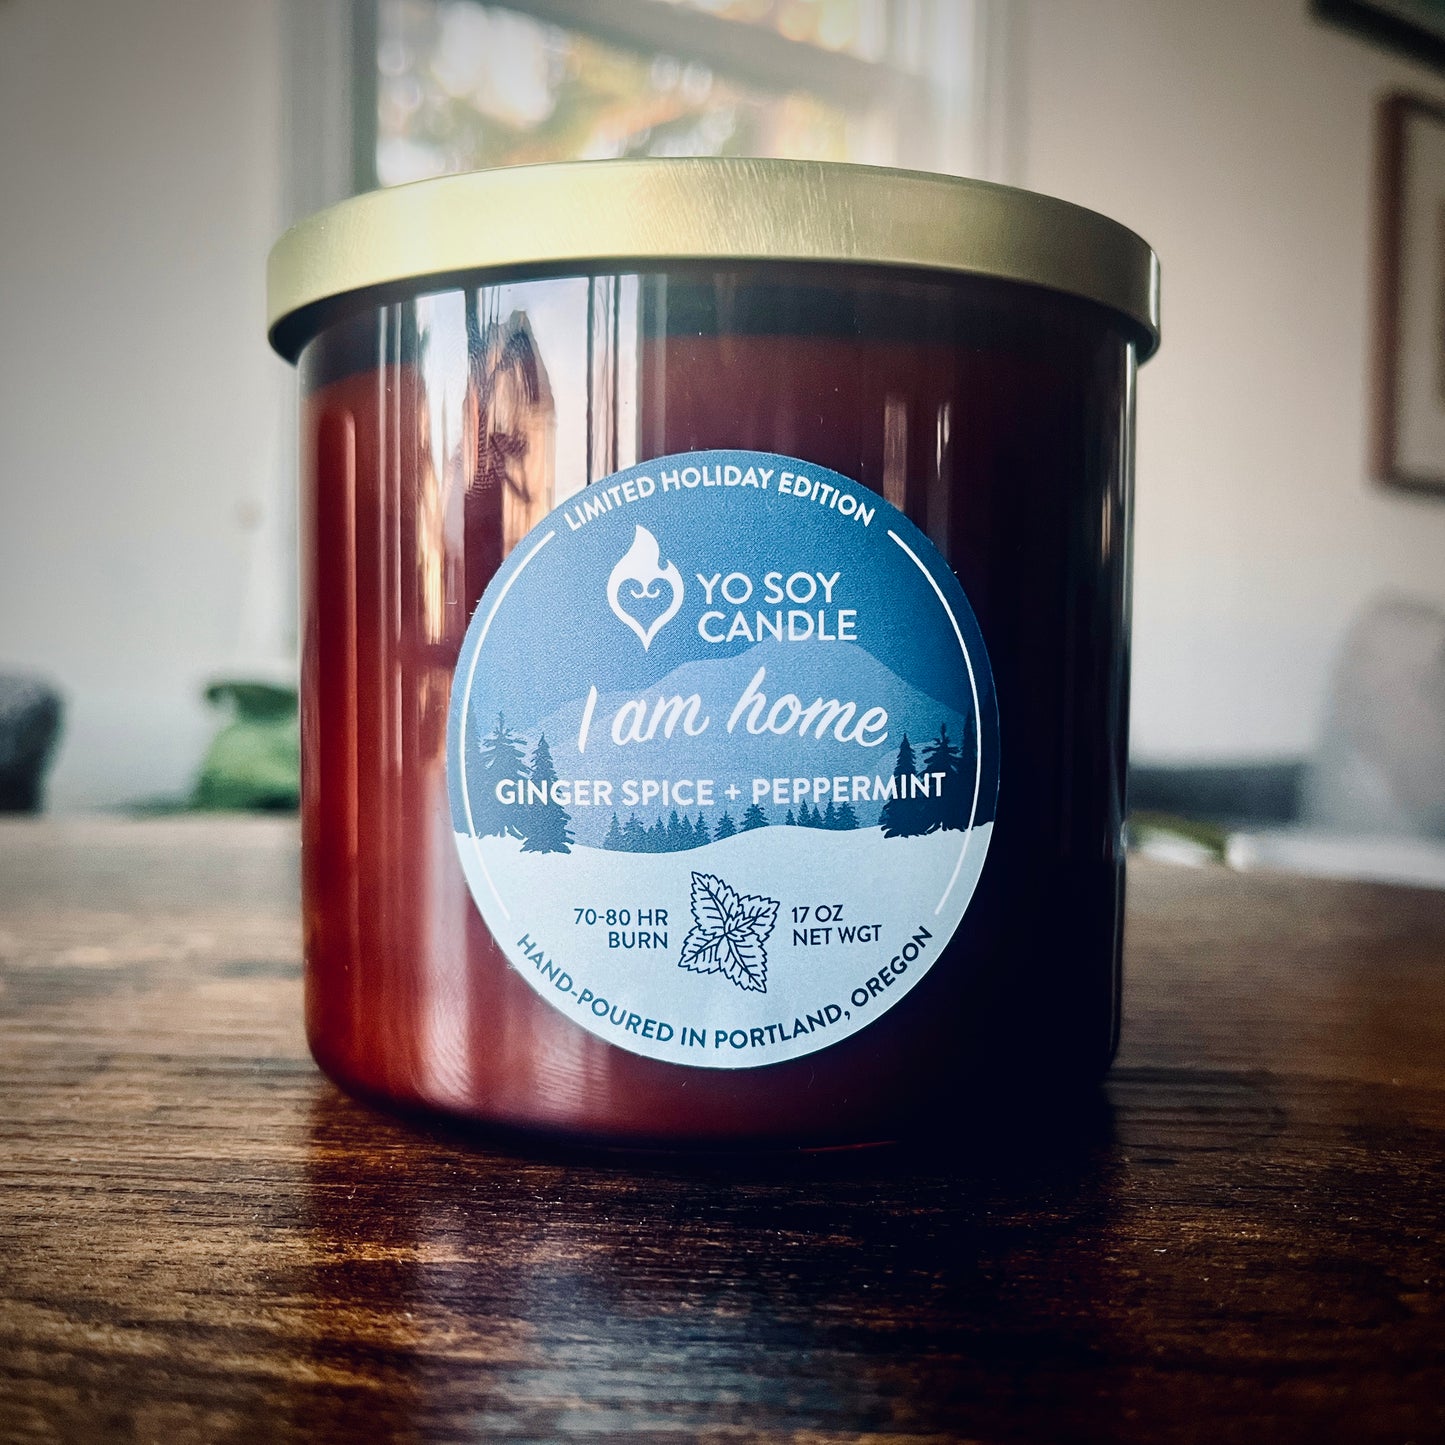 LIMITED HOLIDAY EDITION
YO SOY
CANDLE
I am home
GINGER SPICE + PEPPERMINT
70-80 HR
BURN
17 OZ
NET WGT
HAND-POURED IN PORTLAND, OREGON